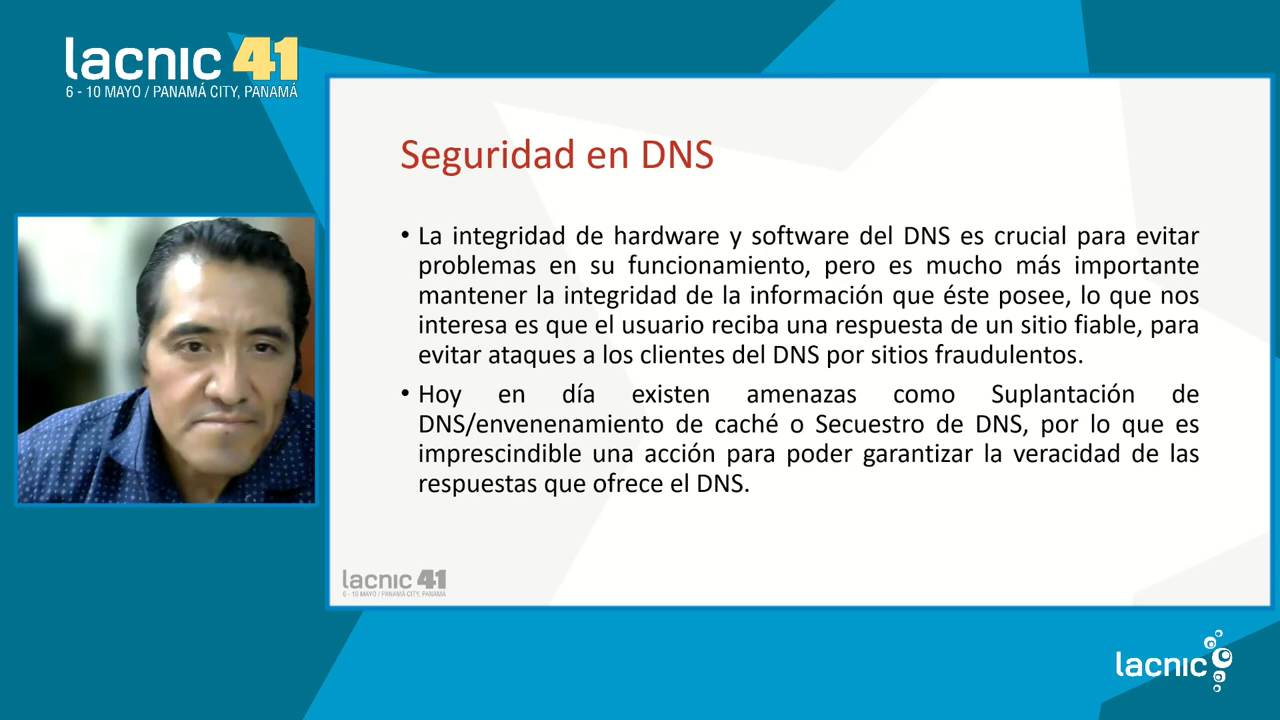 lacnic 41
6 - 10 MAYO / PANAMÁ CITY, PANAMÁ
Seguridad en DNS
• La integridad de hardware y software del DNS es crucial para evitar
problemas en su funcionamiento, pero es mucho más importante
mantener la integridad de la información que éste posee, lo que nos
interesa es que el usuario reciba una respuesta de un sitio fiable, para
evitar ataques a los clientes del DNS por sitios fraudulentos.
• Hoy en día existen amenazas como Suplantación de
DNS/envenenamiento de caché o Secuestro de DNS, por lo que es
imprescindible una acción para poder garantizar la veracidad de las
respuestas que ofrece el DNS.
lacnic 41
6 - 10 MAYO / PANAMÁ CITY, PANAMÁ
lacnic